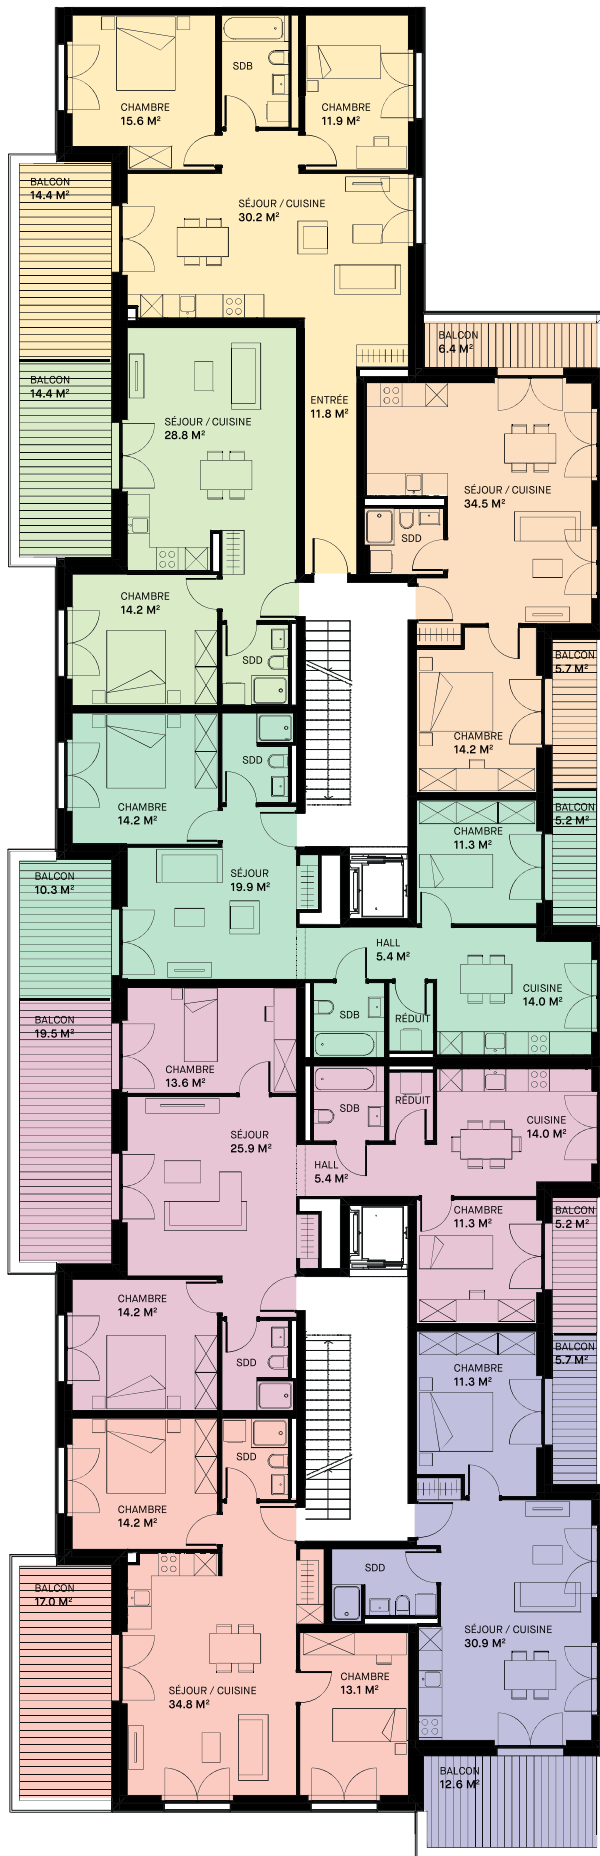 SDB
CHAMBRE
15.6 M²
CHAMBRE
11.9 M²
BALCON
14.4 M²
SÉJOUR / CUISINE
30.2 M²
BALCON
6.4 M²
BALCON
14.4 M²
ENTRÉE
11.8 M²
SÉJOUR / CUISINE
28.8 M²
SÉJOUR / CUISINE
34.5 M²
SDD
CHAMBRE
14.2 M²
SDD
BALCON
5.7 M²
CHAMBRE
14.2 M²
SDD
CHAMBRE
14.2 M²
BALCON
5.2 M²
CHAMBRE
11.3 M²
BALCON
10.3 M²
SÉJOUR
19.9 M²
HALL
5.4 M²
CUISINE
14.0 M²
SDB
RÉDUIT
BALCON
19.5 M²
CHAMBRE
13.6 M²
SDB
RÉDUIT
CUISINE
14.0 M²
SÉJOUR
25.9 M²
HALL
5.4 M²
CHAMBRE
11.3 M²
BALCON
5.2 M²
CHAMBRE
14.2 M²
SDD
BALCON
5.7 M²
CHAMBRE
11.3 M²
SDD
CHAMBRE
14.2 M²
SDD
BALCON
17.0 M²
SÉJOUR / CUISINE
30.9 M²
CHAMBRE
13.1 M²
SÉJOUR / CUISINE
34.8 M²
BALCON
12.6 M²